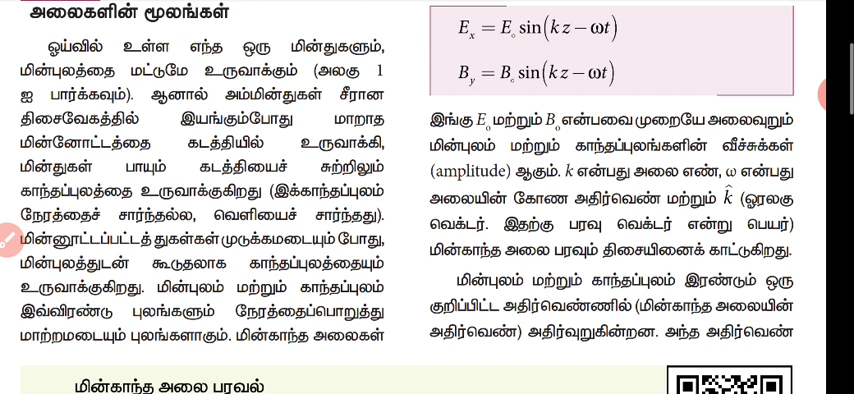 அலைகளின் மூலங்கள்
ஓய்வில் உள்ள எந்த ஒரு மின்துகளும்,
மின்புலத்தை மட்டுமே உருவாக்கும் (அலகு 1
ஐ பார்க்கவும்). ஆனால் அம்மின்துகள் சீரான
திசைவேகத்தில் இயங்கும்போது மாறாத
மின்னோட்டத்தை கடத்தியில் உருவாக்கி,
மின்துகள் பாயும் கடத்தியைச் சுற்றிலும்
காந்தப்புலத்தை உருவாக்குகிறது (இக்காந்தப்புலம்
நேரத்தைச் சார்ந்தல்ல, வெளியைச் சார்ந்தது).
மின்னூட்டப்பட்டத் துகள்கள் முடுக்கமடையும் போது,
மின்புலத்துடன் கூடுதலாக காந்தப்புலத்தையும்
உருவாக்குகிறது. மின்புலம் மற்றும் காந்தப்புலம்
இவ்விரண்டு புலங்களும் நேரத்தைப்பொறுத்து
மாற்றமடையும் புலங்களாகும். மின்காந்த அலைகள்
E_x = E_o sin(kz − ωt)
B_y = B_o sin(kz − ωt)
இங்கு E_o மற்றும் B_o என்பவை முறையே அலைவுறும்
மின்புலம் மற்றும் காந்தப்புலங்களின் வீச்சுக்கள்
(amplitude) ஆகும். k என்பது அலை எண், ω என்பது
அலையின் கோண அதிர்வெண் மற்றும் k̂ (ஓரலகு
வெக்டர். இதற்கு பரவு வெக்டர் என்று பெயர்)
மின்காந்த அலை பரவும் திசையினைக் காட்டுகிறது.
மின்புலம் மற்றும் காந்தப்புலம் இரண்டும் ஒரு
குறிப்பிட்ட அதிர்வெண்ணில் (மின்காந்த அலையின்
அதிர்வெண்) அதிர்வுறுகின்றன. அந்த அதிர்வெண்
மின்காந்த அலை பரவல்